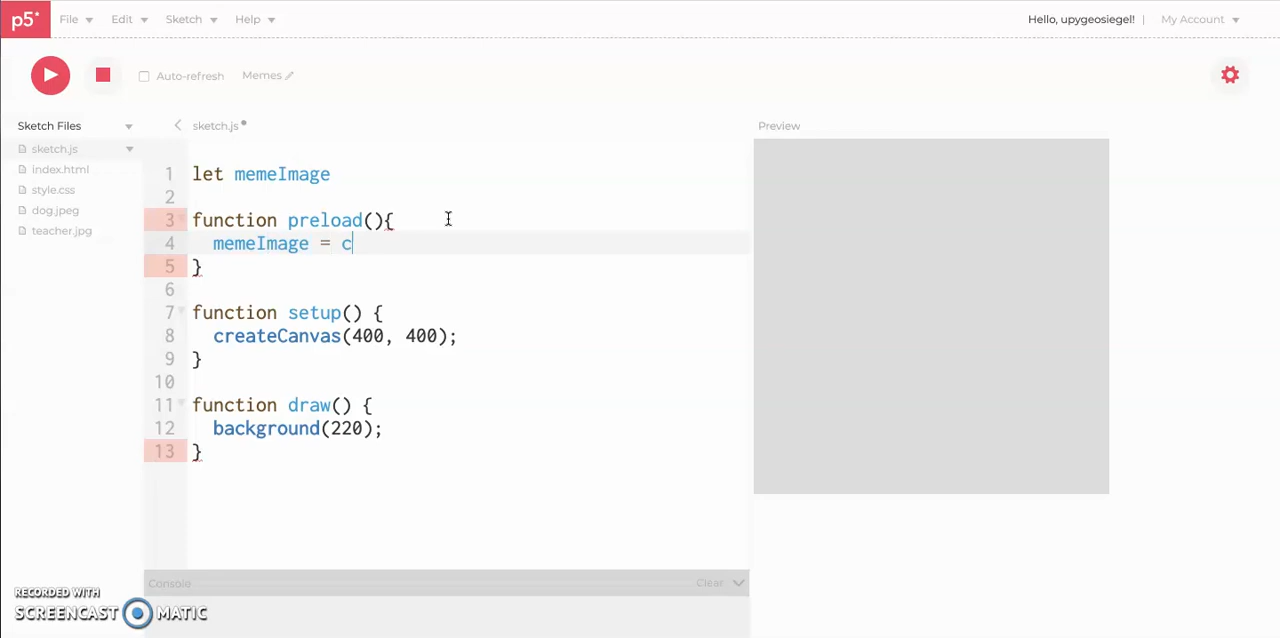 p5*
File Edit Sketch Help
Hello, upygeosiegel! | My Account
Auto-refresh Memes
Sketch Files
sketch.js
index.html
style.css
dog.jpeg
teacher.jpg
sketch.js
Preview
1 let memeImage
2
3 function preload(){
4 memeImage = c
5 }
6
7 function setup() {
8 createCanvas(400, 400);
9 }
10
11 function draw() {
12 background(220);
13 }
Console Clear
RECORDED WITH
SCREENCAST MATIC